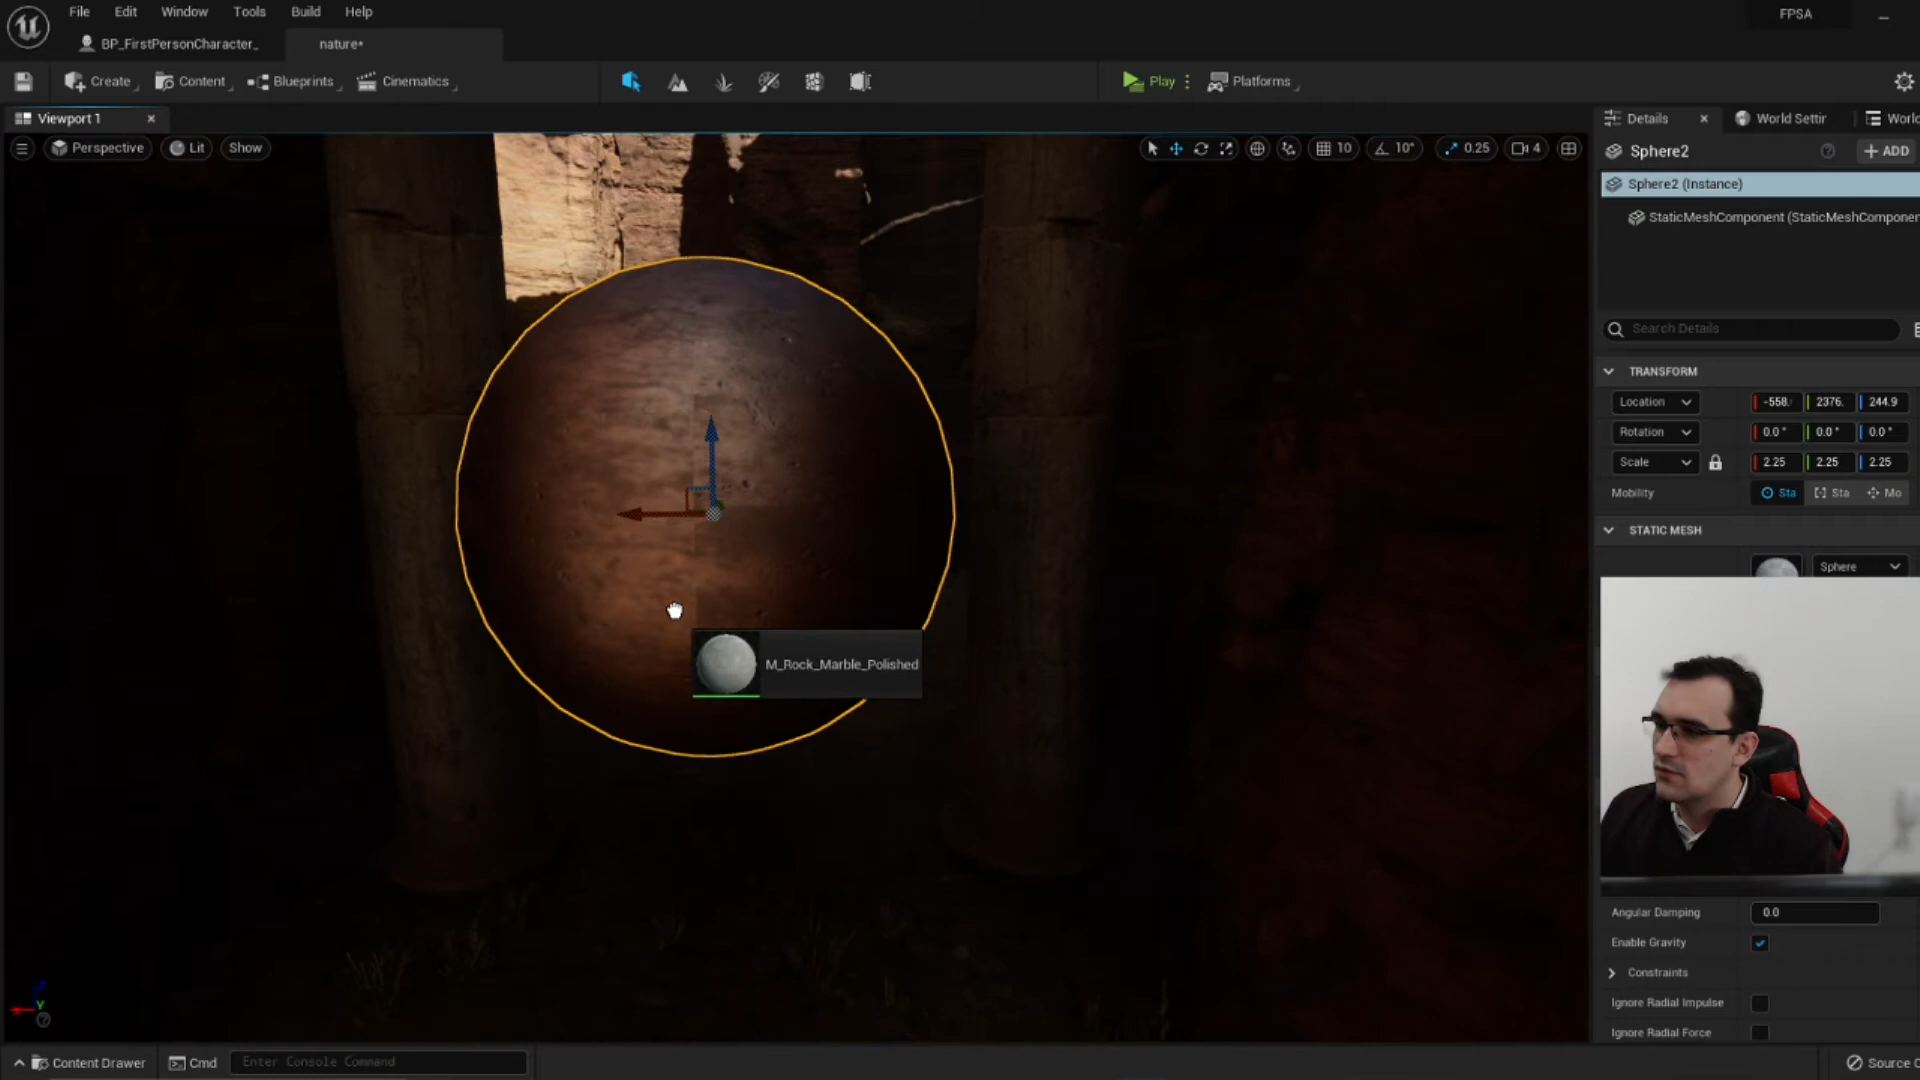 File Edit Window Tools Build Help
FPSA
BP_FirstPersonCharacter_
nature*
Create Content Blueprints Cinematics
Play Platforms
Viewport 1
Details World Settir World
Perspective Lit Show
10 10° 0.25 4
Sphere2
+ ADD
Sphere2 (Instance)
StaticMeshComponent (StaticMeshComponen
Search Details
TRANSFORM
Location -558. 2376. 244.9
Rotation 0.0° 0.0° 0.0°
Scale 2.25 2.25 2.25
Mobility Sta Sta Mo
STATIC MESH
Sphere
M_Rock_Marble_Polished
Angular Damping 0.0
Enable Gravity
Constraints
Ignore Radial Impulse
Ignore Radial Force
Content Drawer Cmd Enter Console Command
Source C